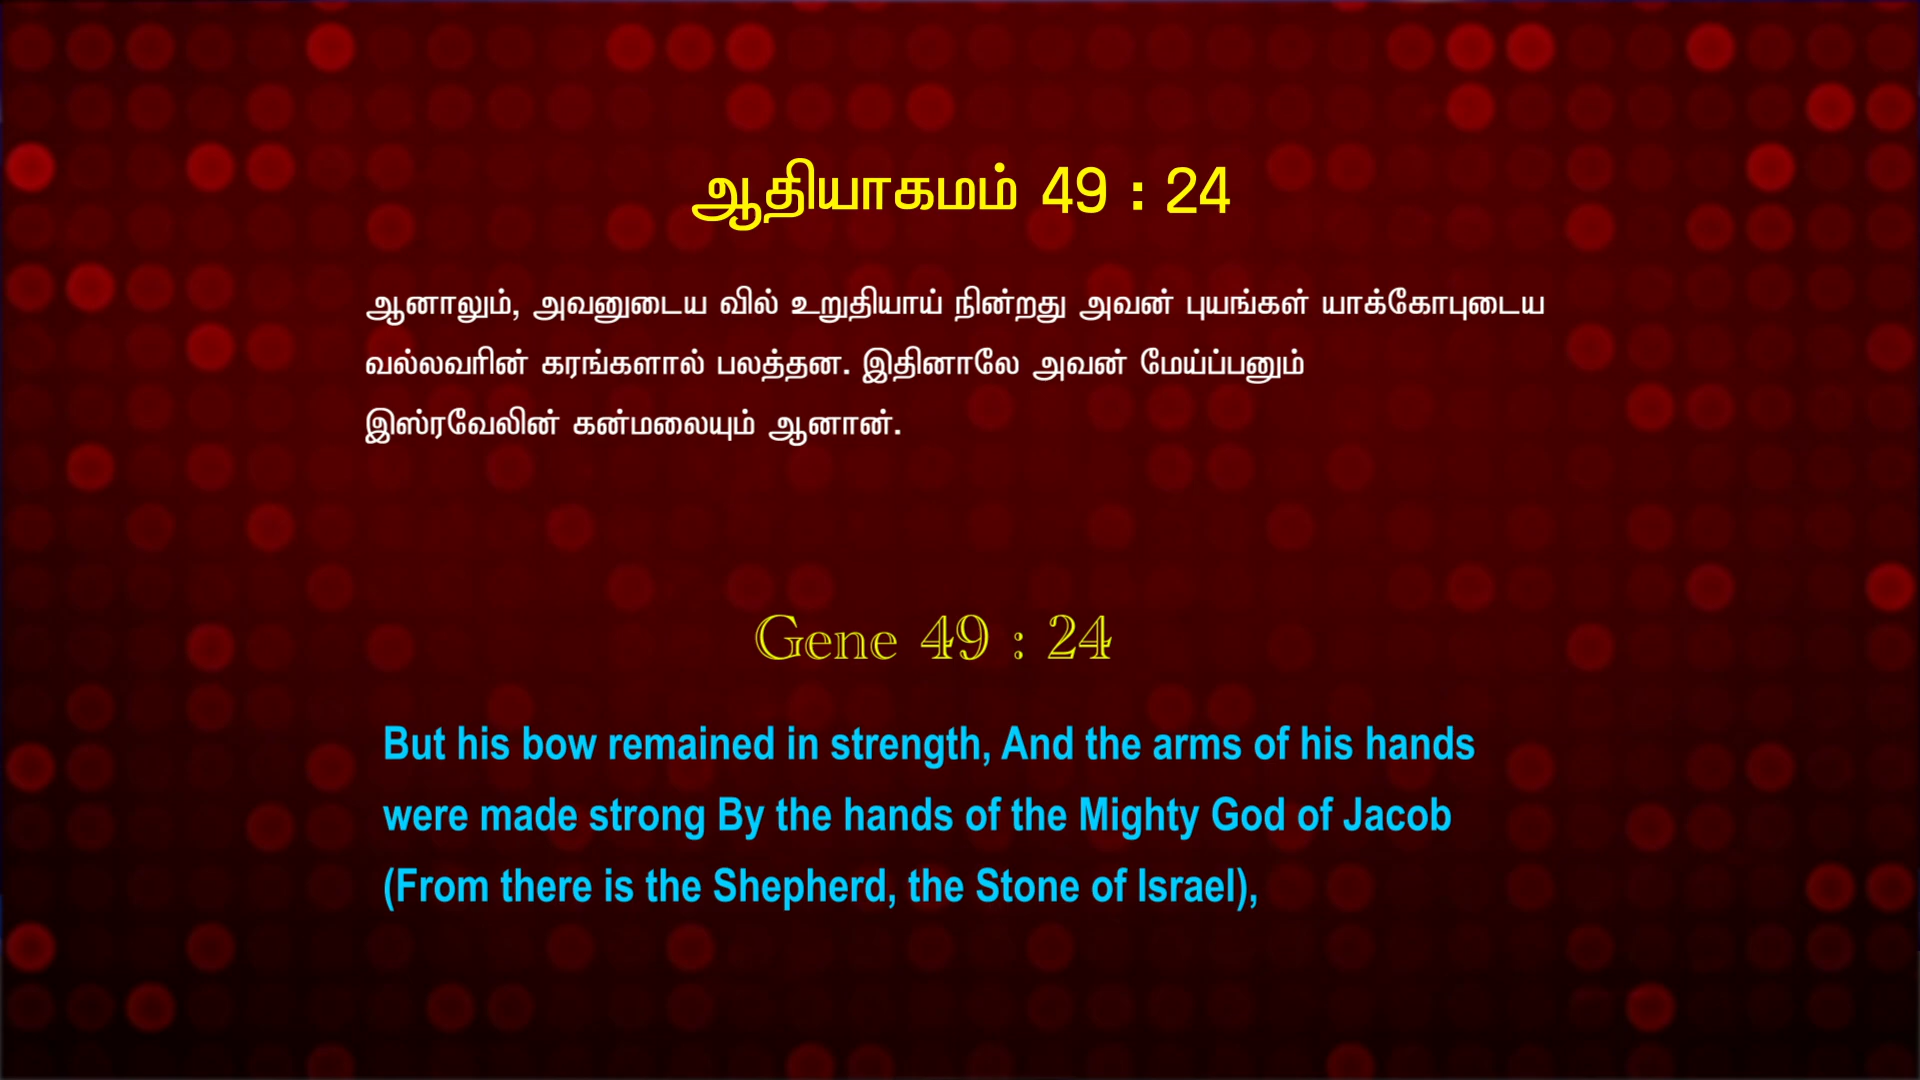 ஆதியாகமம் 49 : 24
ஆனாலும், அவனுடைய வில் உறுதியாய் நின்றது அவன் புயங்கள் யாக்கோபுடைய
வல்லவரின் கரங்களால் பலத்தன. இதினாலே அவன் மேய்ப்பனும்
இஸ்ரவேலின் கன்மலையும் ஆனான்.
Gene 49 : 24
But his bow remained in strength, And the arms of his hands
were made strong By the hands of the Mighty God of Jacob
(From there is the Shepherd, the Stone of Israel),